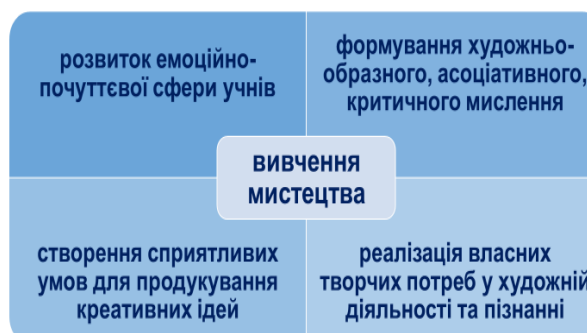 розвиток емоційно-
почуттєвої сфери учнів
формування художньо-
образного, асоціативного,
критичного мислення
вивчення
мистецтва
створення сприятливих
умов для продукування
креативних ідей
реалізація власних
творчих потреб у художній
діяльності та пізнанні